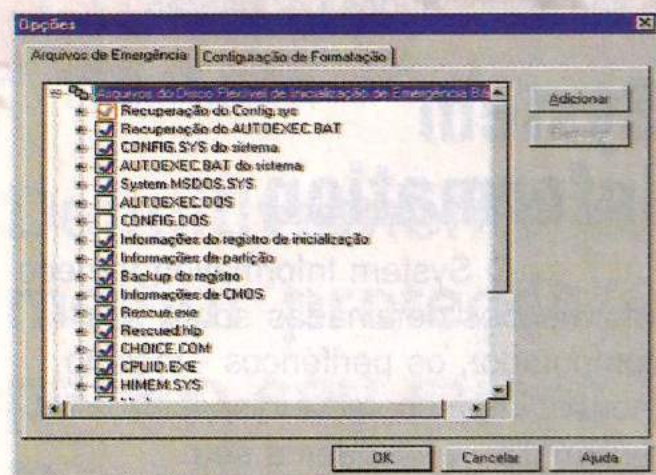 Opções
Arquivos de Emergência
Configuração de Formatação
Arquivos do Disco Flexível de Inicialização de Emergência Bá
Adicionar
Recuperação do Config.sys
Remover
Recuperação do AUTOEXEC.BAT
CONFIG.SYS do sistema
AUTOEXEC.BAT do sistema
System MSDOS.SYS
AUTOEXEC.DOS
CONFIG.DOS
Informações do registro de inicialização
Informações de partição
Backup do registro
Informações de CMOS
Rescue.exe
Rescued.hlp
CHOICE.COM
CPUID.EXE
HIMEM.SYS
OK
Cancelar
Ajuda